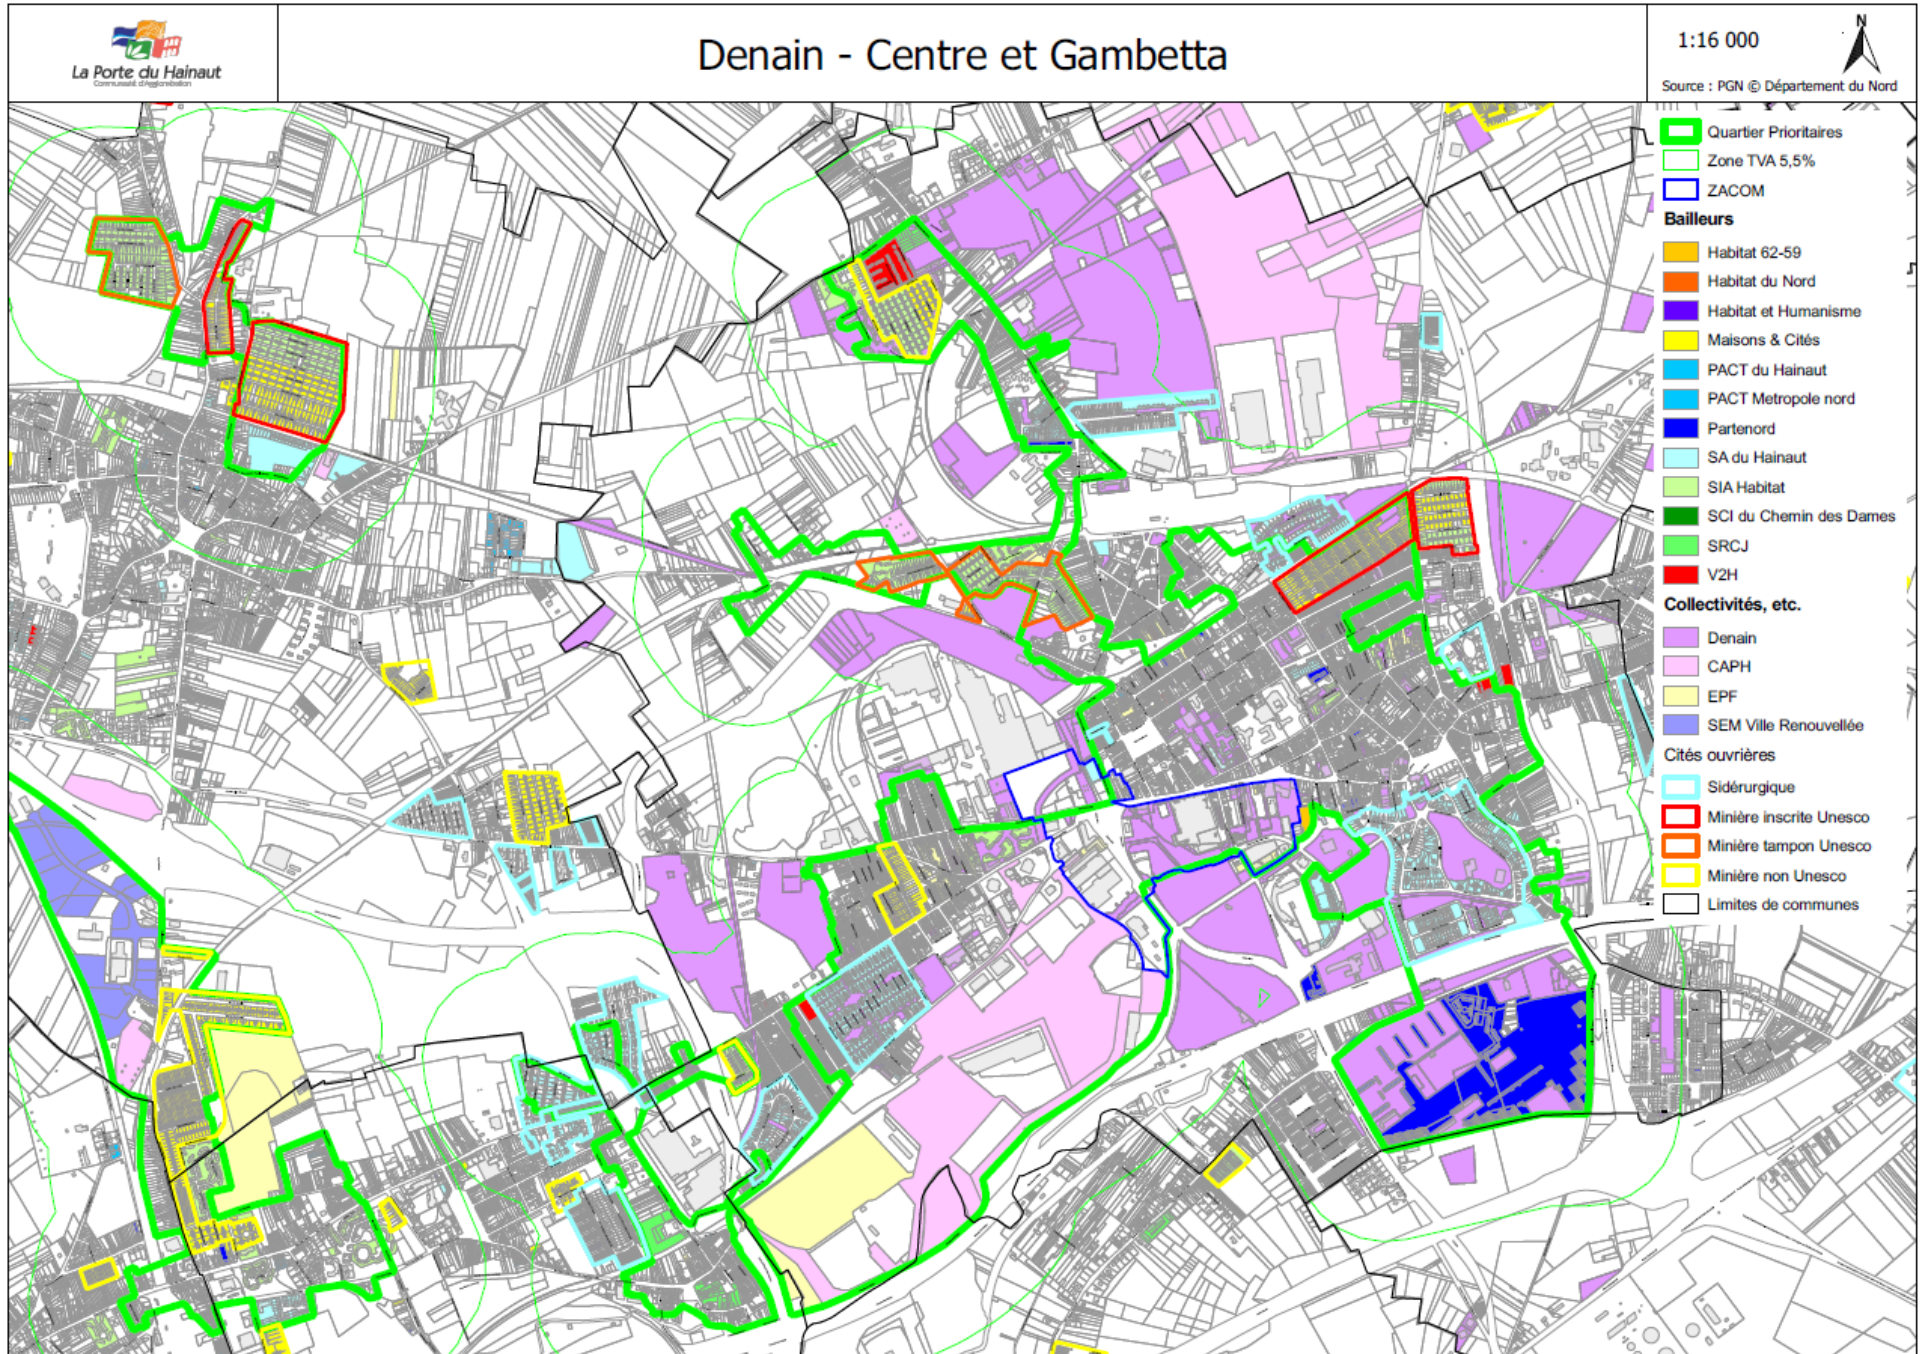 La Porte du Hainaut
Communauté d'Agglomération
Denain - Centre et Gambetta
1:16 000
N
Source : PGN © Département du Nord
Quartier Prioritaires
Zone TVA 5,5%
ZACOM
Bailleurs
Habitat 62-59
Habitat du Nord
Habitat et Humanisme
Maisons & Cités
PACT du Hainaut
PACT Metropole nord
Partenord
SA du Hainaut
SIA Habitat
SCI du Chemin des Dames
SRCJ
V2H
Collectivités, etc.
Denain
CAPH
EPF
SEM Ville Renouvellée
Cités ouvrières
Sidérurgique
Minière inscrite Unesco
Minière tampon Unesco
Minière non Unesco
Limites de communes